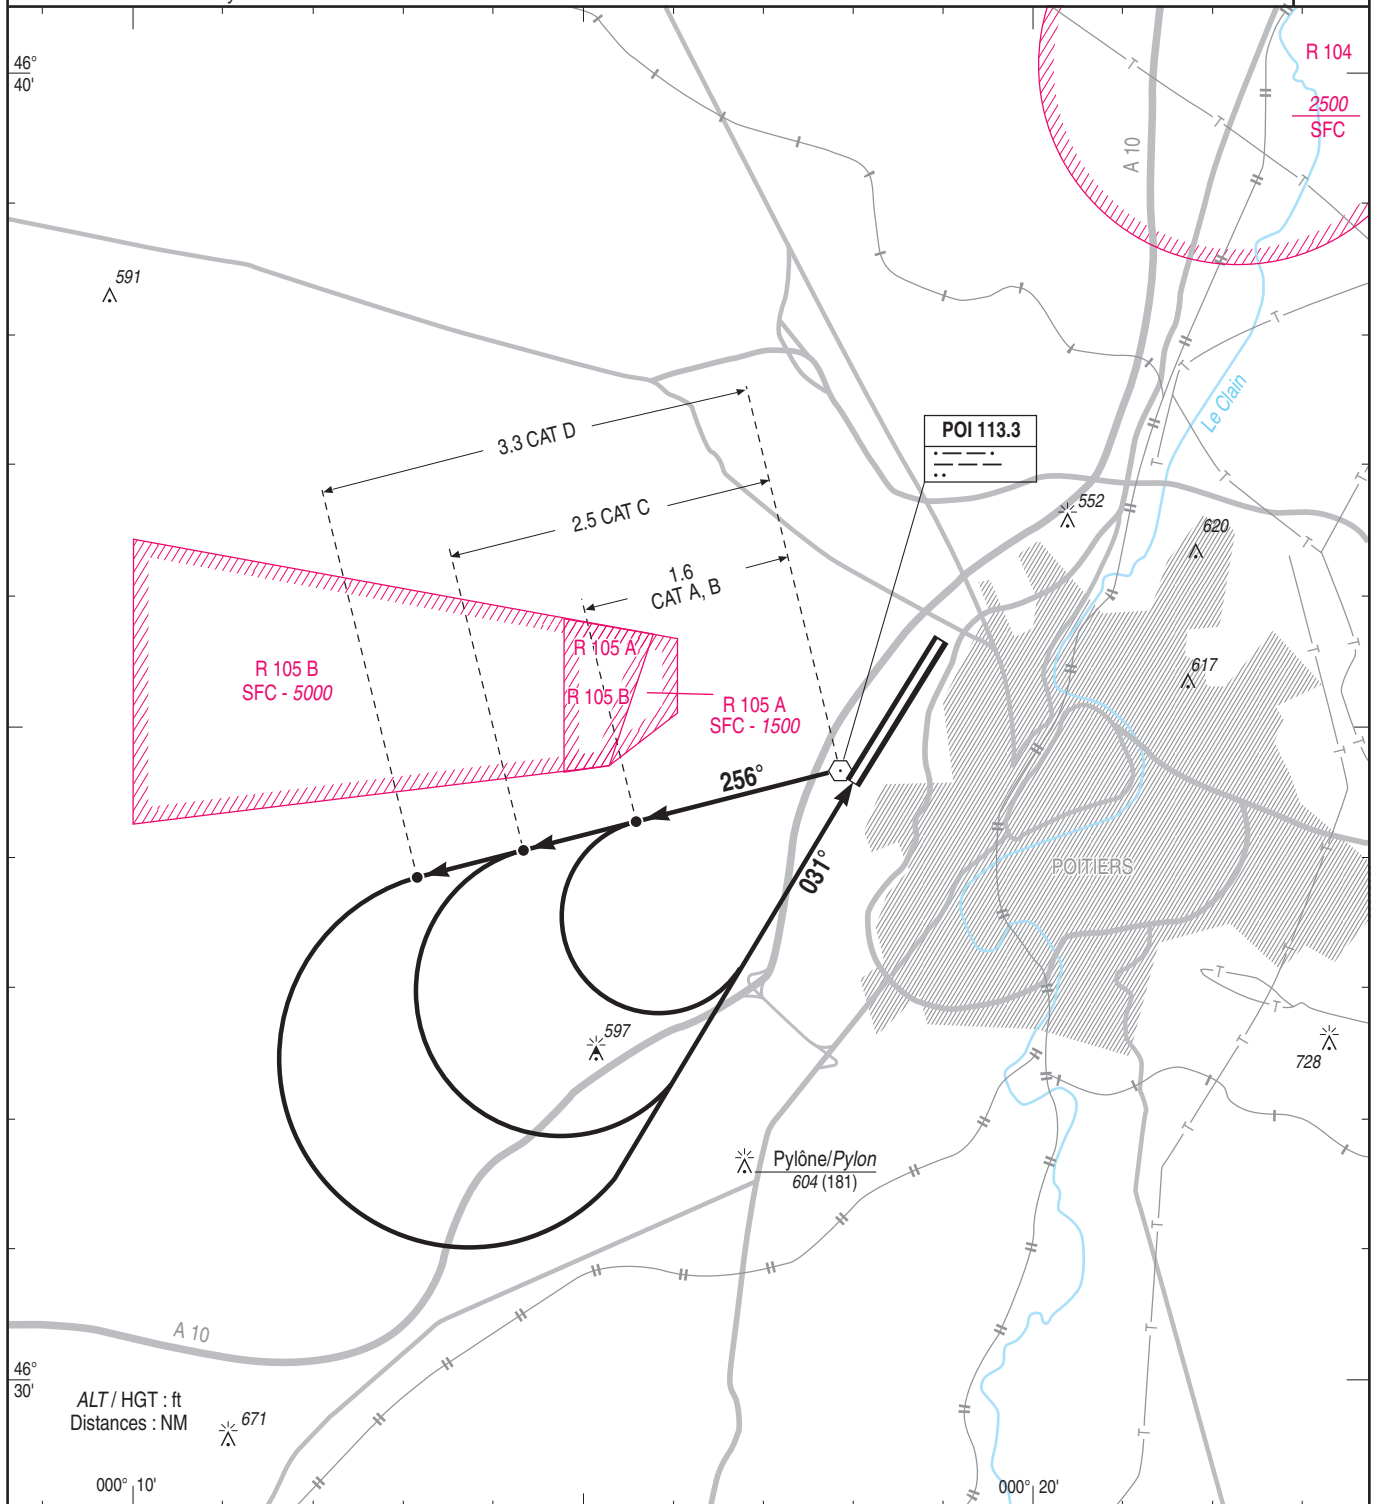 46°
40'
R 104
2500
SFC
A 10
591
Le Clain
3.3 CAT D
POI 113.3
2.5 CAT C
552
620
1.6
CAT A, B
R 105 A
R 105 B
SFC - 5000
617
R 105 B
R 105 A
SFC - 1500
256°
031°
POITIERS
597
728
Pylône/Pylon
604 (181)
A 10
46°
30'
ALT / HGT : ft
Distances : NM
671
000° 10'
000° 20'